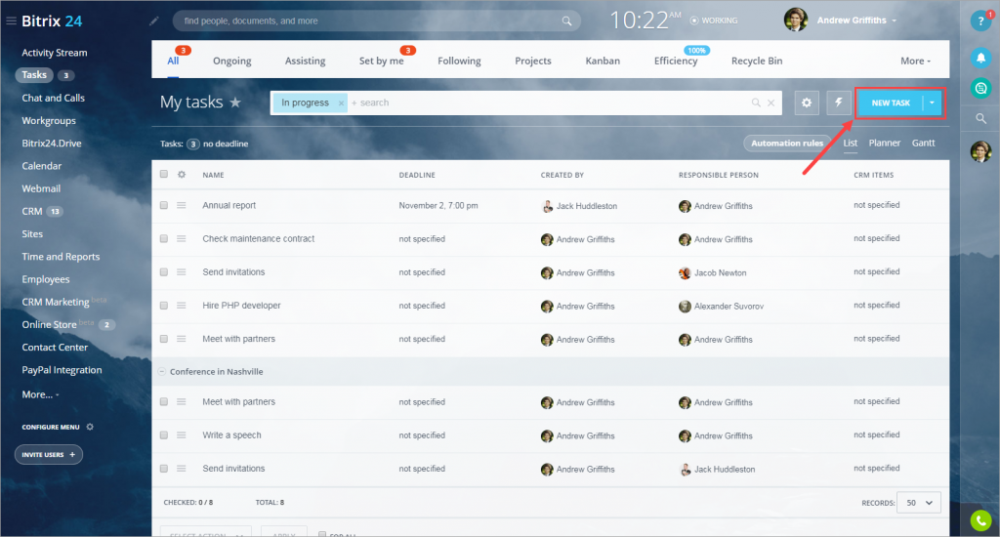 Bitrix 24
find people, documents, and more
10:22 AM
WORKING
Andrew Griffiths
?
1
Activity Stream
Tasks 3
Chat and Calls
Workgroups
Bitrix24.Drive
Calendar
Webmail
CRM 13
Sites
Time and Reports
Employees
CRM Marketing beta
Online Store beta 2
Contact Center
PayPal Integration
More...
CONFIGURE MENU
INVITE USERS +
3 3 100%
All Ongoing Assisting Set by me Following Projects Kanban Efficiency Recycle Bin More
My tasks In progress × + search NEW TASK
Tasks: 3 no deadline Automation rules List Planner Gantt
NAME DEADLINE CREATED BY RESPONSIBLE PERSON CRM ITEMS
Annual report November 2, 7:00 pm Jack Huddleston Andrew Griffiths not specified
Check maintenance contract not specified Andrew Griffiths Andrew Griffiths not specified
Send invitations not specified Andrew Griffiths Jacob Newton not specified
Hire PHP developer not specified Andrew Griffiths Alexander Suvorov not specified
Meet with partners not specified Andrew Griffiths Andrew Griffiths not specified
Conference in Nashville
Meet with partners not specified Andrew Griffiths Andrew Griffiths not specified
Write a speech not specified Andrew Griffiths Andrew Griffiths not specified
Send invitations not specified Andrew Griffiths Jack Huddleston not specified
CHECKED: 0 / 8 TOTAL: 8 RECORDS: 50
SELECT ACTION APPLY FOR ALL